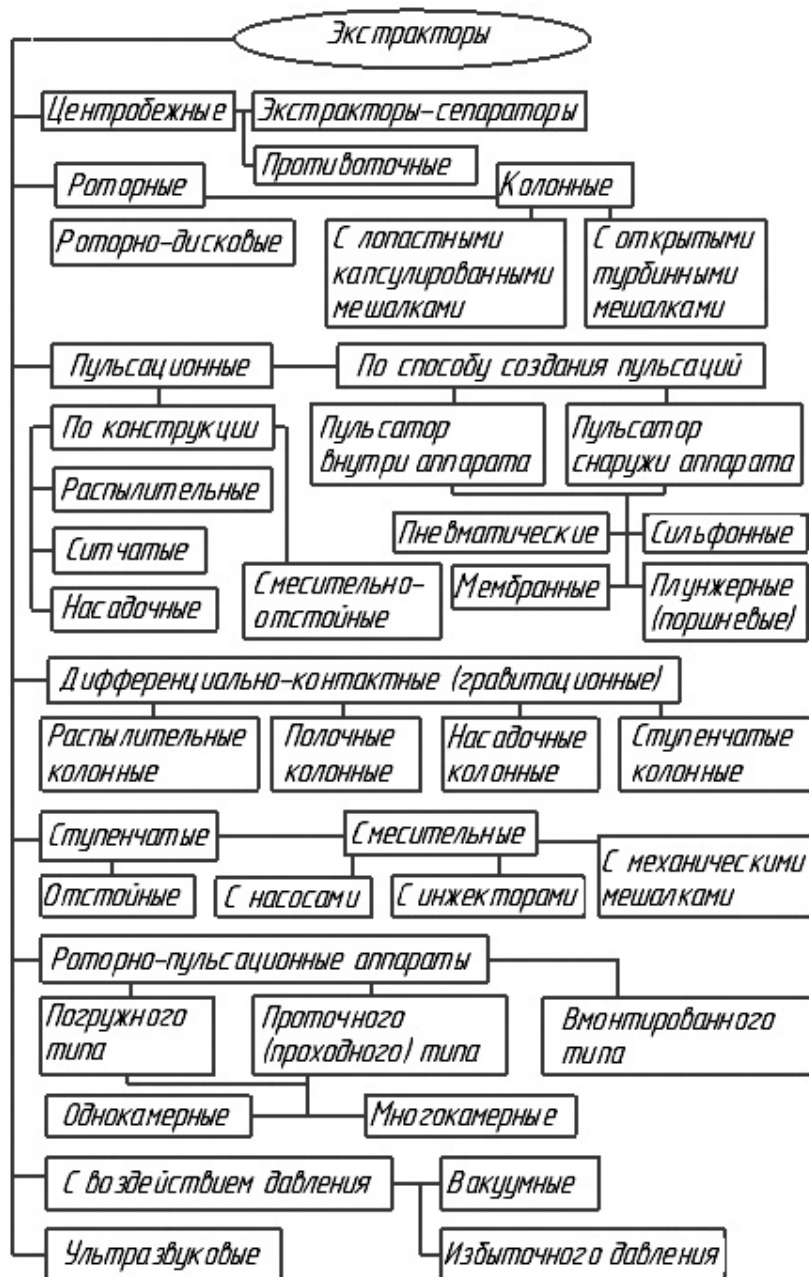 Экстракторы
Центробежные
Экстракторы-сепараторы
Противоточные
Роторные
Колонные
Роторно-дисковые
С лопастными
капсулированными
мешалками
С открытыми
турбинными
мешалками
Пульсационные
По способу создания пульсаций
По конструкции
Пульсатор
внутри аппарата
Пульсатор
снаружи аппарата
Распылительные
Ситчатые
Насадочные
Смесительно-
отстойные
Пневматические
Сильфонные
Мембранные
Плунжерные
(поршневые)
Дифференциально-контактные (гравитационные)
Распылительные
колонные
Полочные
колонные
Насадочные
колонные
Ступенчатые
колонные
Ступенчатые
Смесительные
Отстойные
С насосами
С инжекторами
С механическими
мешалками
Роторно-пульсационные аппараты
Погружного
типа
Проточного
(проходного) типа
Вмонтированного
типа
Однокамерные
Многокамерные
С воздействием давления
Вакуумные
Ультразвуковые
Избыточного давления